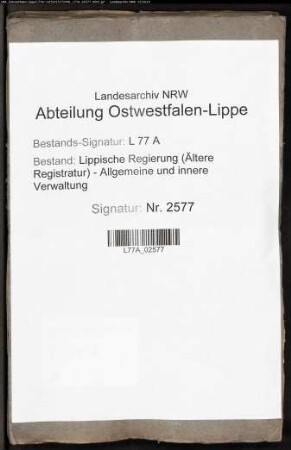 Landesarchiv NRW
Abteilung Ostwestfalen-Lippe
Bestands-Signatur: L 77 A
Bestand: Lippische Regierung (Ältere
Registratur) - Allgemeine und innere
Verwaltung
Signatur: Nr. 2577
L77A_02577